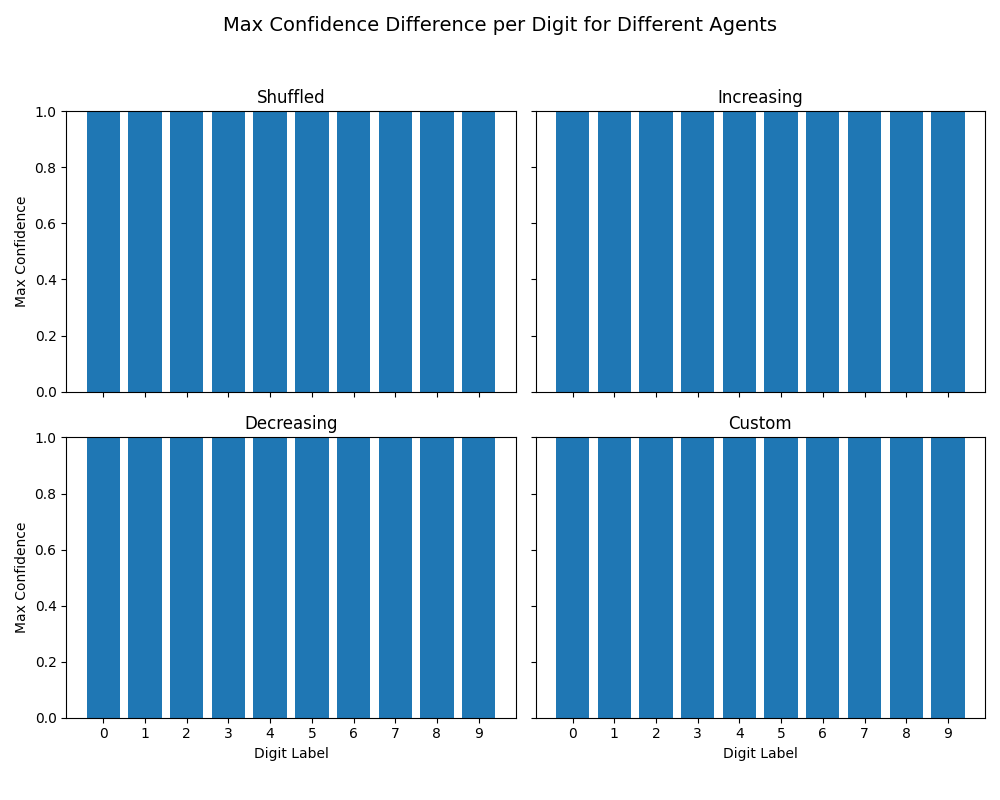 Max Confidence Difference per Digit for Different Agents
Shuffled
Increasing
1.0
0.8
0.6
0.4
0.2
0.0
Max Confidence
Decreasing
Custom
1.0
0.8
0.6
0.4
0.2
0.0
Max Confidence
0 1 2 3 4 5 6 7 8 9
0 1 2 3 4 5 6 7 8 9
Digit Label
Digit Label